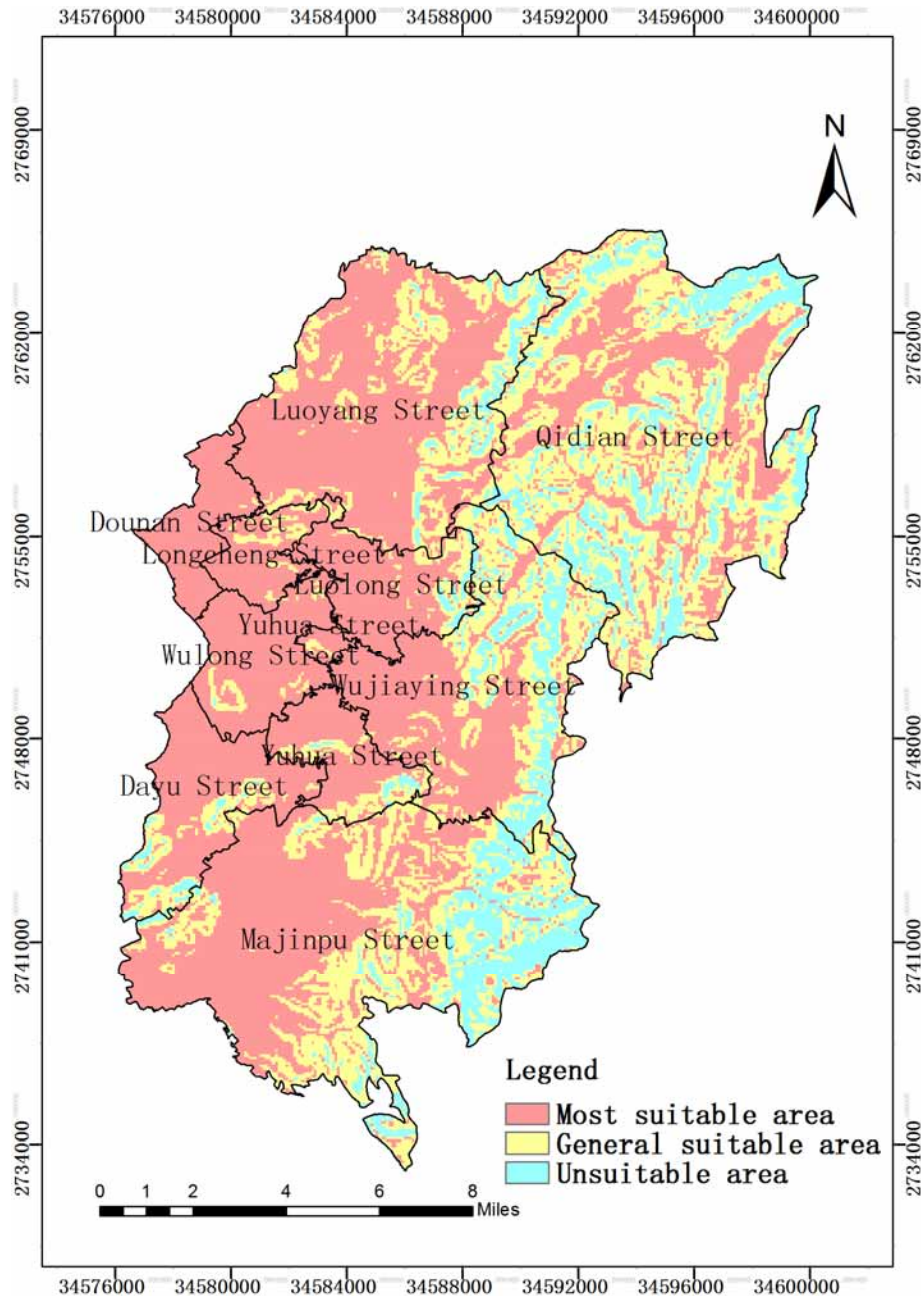 34576000 34580000 34584000 34588000 34592000 34596000 34600000
2769000 2769000
N
2762000 2762000
Luoyang Street
Qidian Street
Dounan Street
2755000 2755000
Longcheng Street
Luolong Street
Yuhua Street
Wulong Street
Wujiaying Street
2748000 2748000
Yuhua Street
Dayu Street
Majinpu Street
2741000 2741000
Legend
Most suitable area
General suitable area
Unsuitable area
2734000 2734000
0 1 2 4 6 8
Miles
34576000 34580000 34584000 34588000 34592000 34596000 34600000